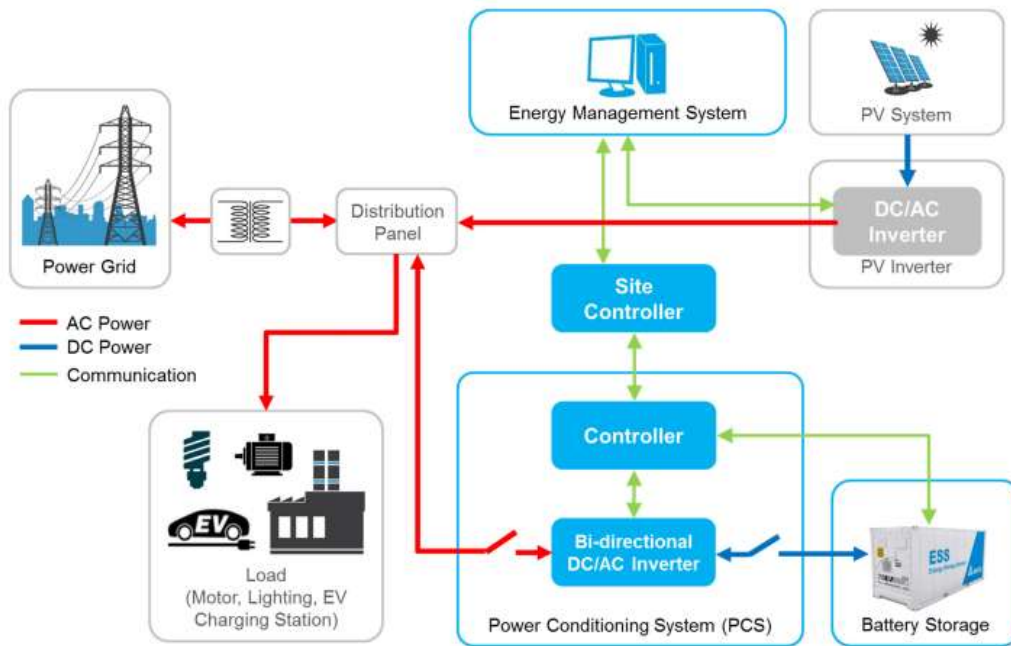 Energy Management System
PV System
DC/AC
Inverter
PV Inverter
Power Grid
Distribution
Panel
Site
Controller
AC Power
DC Power
Communication
Controller
EV
Bi-directional
DC/AC Inverter
ESS
Load
(Motor, Lighting, EV
Charging Station)
Power Conditioning System (PCS)
Battery Storage